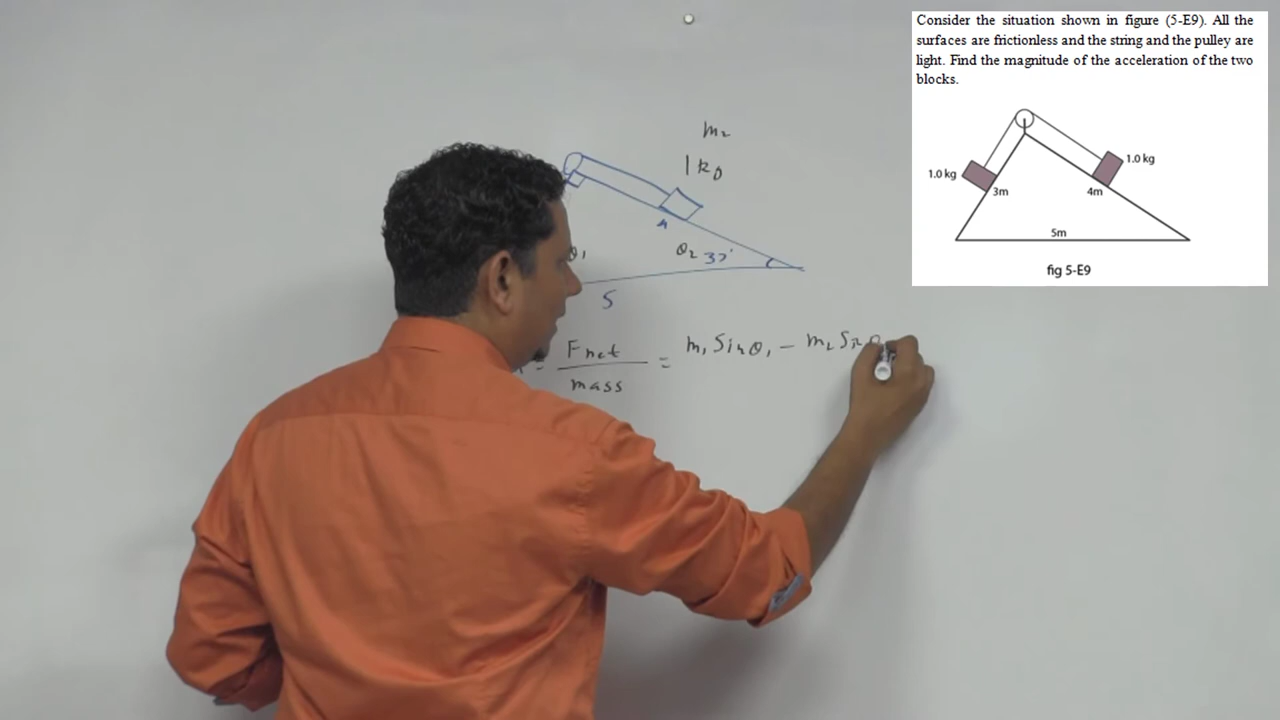 Consider the situation shown in figure (5-E9). All the
surfaces are frictionless and the string and the pulley are
light. Find the magnitude of the acceleration of the two
blocks.
1.0 kg
1.0 kg
3m
4m
5m
fig 5-E9
m₂
1 kg
θ₁
θ₂ 37°
5
= Fnet
mass
= m₁ Sinθ₁ - m₂ Sin